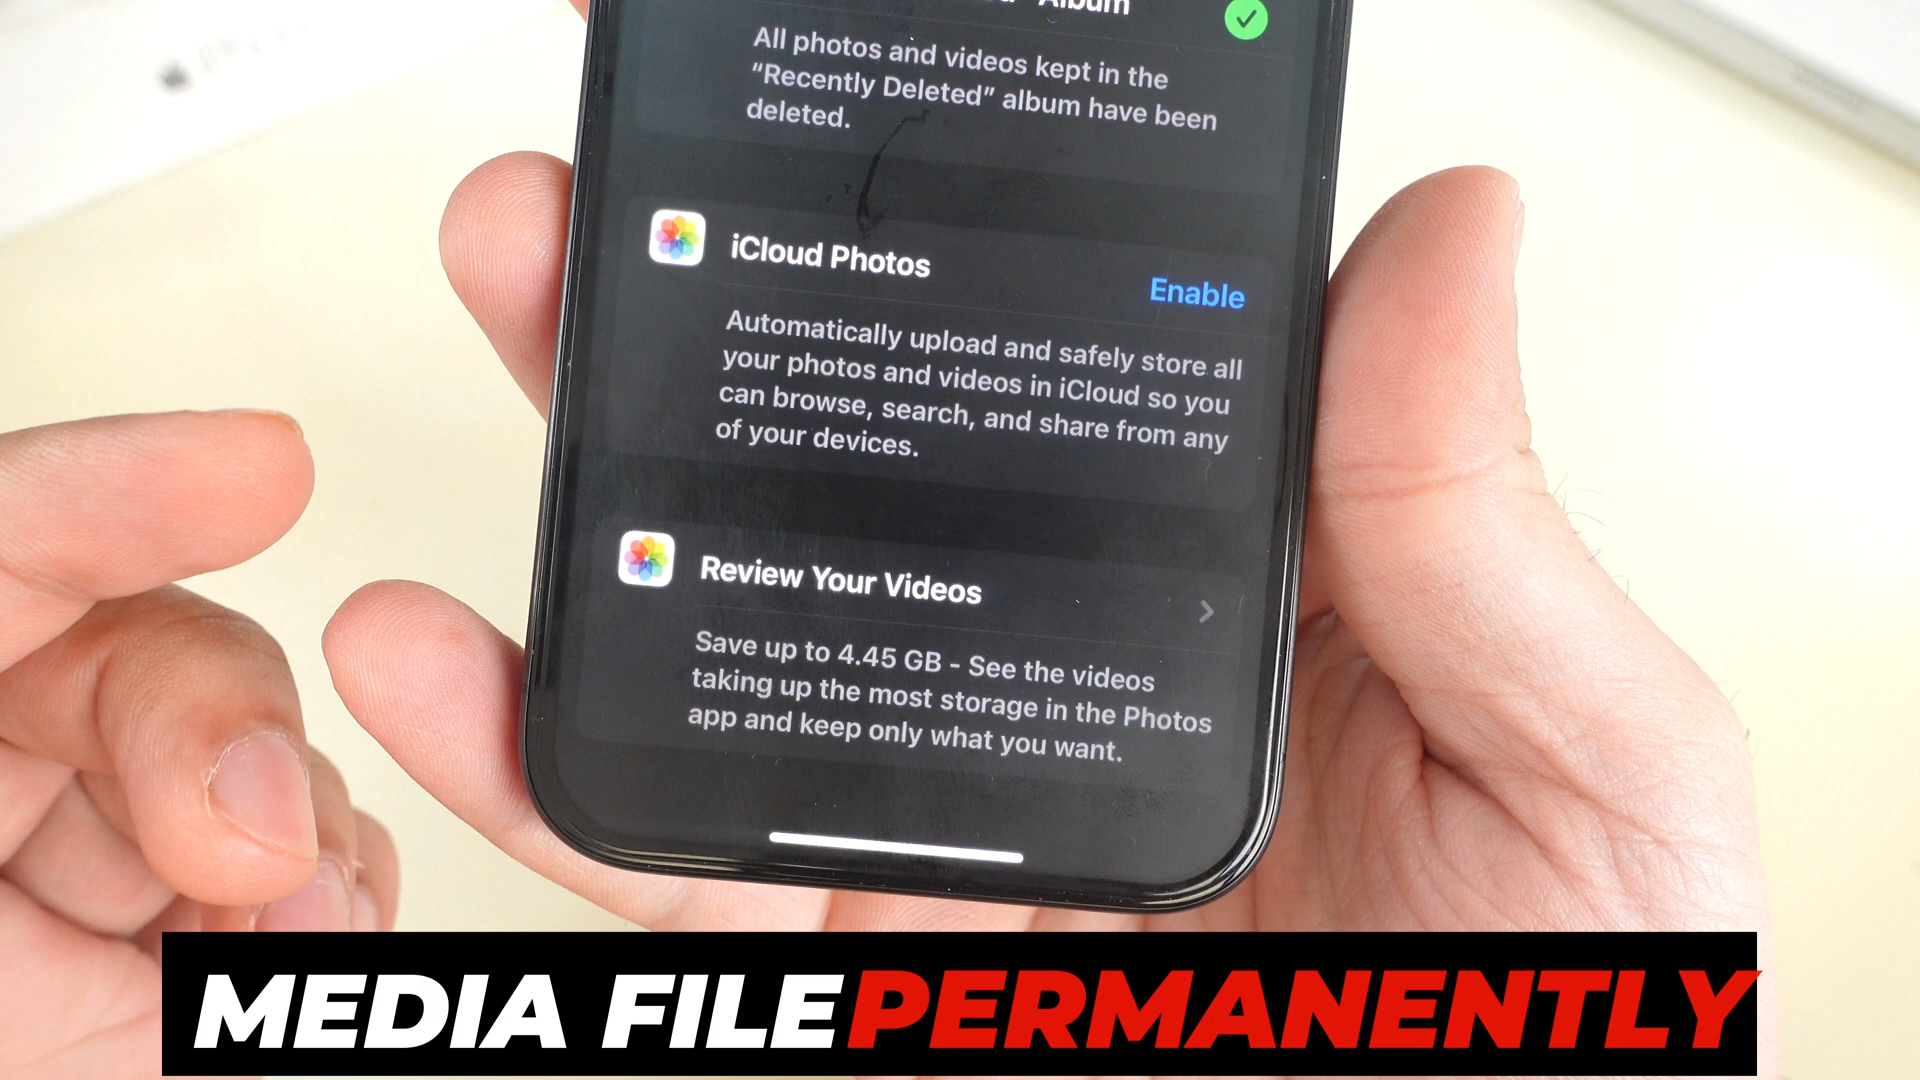 Album
All photos and videos kept in the
“Recently Deleted” album have been
deleted.
iCloud Photos
Enable
Automatically upload and safely store all
your photos and videos in iCloud so you
can browse, search, and share from any
of your devices.
Review Your Videos
Save up to 4.45 GB - See the videos
taking up the most storage in the Photos
app and keep only what you want.
MEDIA FILE PERMANENTLY